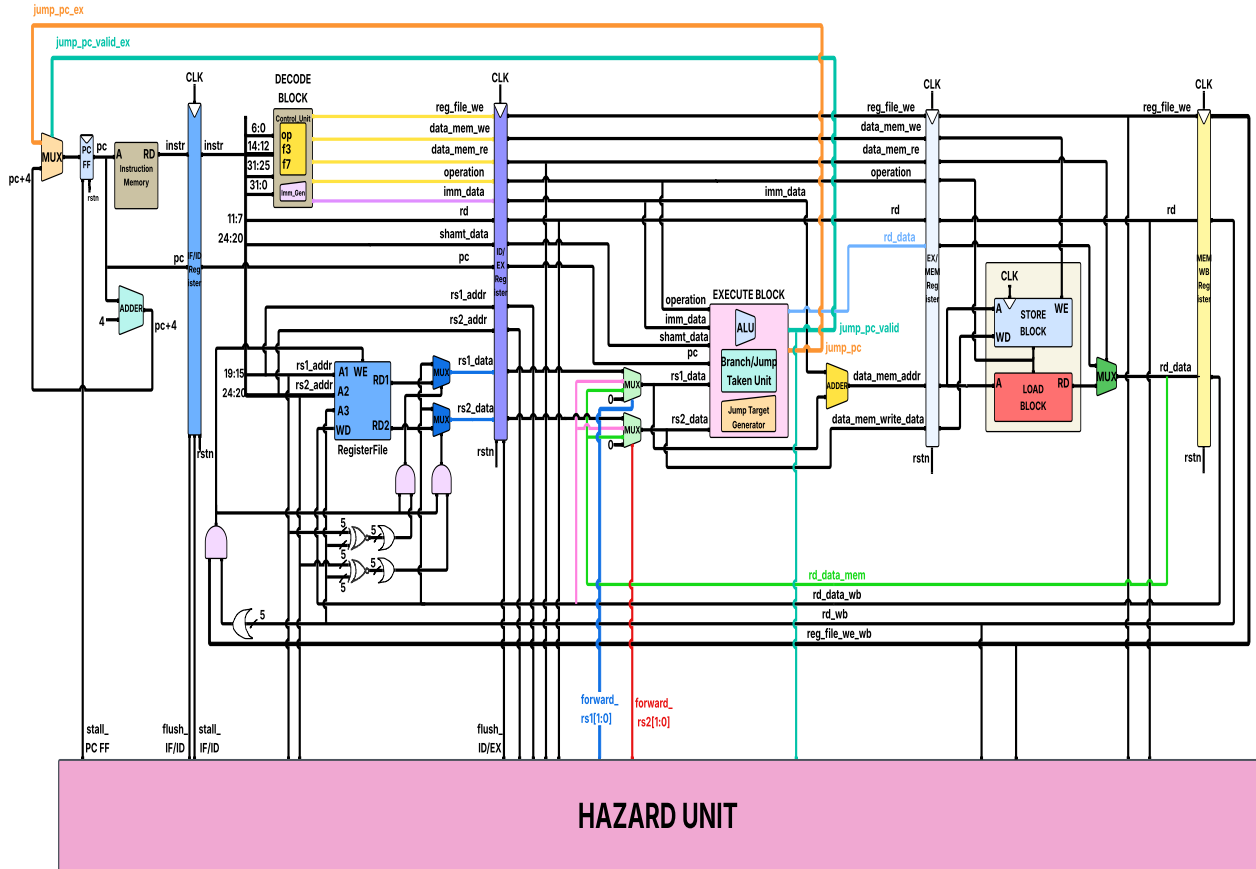 jump_pc_ex
jump_pc_valid_ex
CLK
DECODE
BLOCK
CLK
CLK
CLK
Control_Unit
op
f3
f7
Imm_Gen
6:0
14:12
31:25
31:0
11:7
24:20
reg_file_we
data_mem_we
data_mem_re
operation
imm_data
rd
shamt_data
pc
rs1_addr
rs2_addr
reg_file_we
data_mem_we
data_mem_re
operation
imm_data
rd
rd_data
reg_file_we
rd
MUX
pc+4
PC
FF
rstn
pc
A
RD
Instruction
Memory
instr
instr
IF/ID
Reg
ister
pc
ADDER
4
pc+4
rstn
ID/
EX
Reg
ister
rstn
19:15
24:20
rs1_addr
rs2_addr
A1
WE
A2
A3
WD
RD1
RD2
RegisterFile
MUX
MUX
rs1_data
rs2_data
MUX
0
MUX
0
EXECUTE BLOCK
operation
imm_data
shamt_data
pc
rs1_data
rs2_data
ALU
Branch/Jump
Taken Unit
Jump Target
Generator
jump_pc_valid
jump_pc
ADDER
data_mem_addr
data_mem_write_data
EX/
MEM
Reg
ister
rstn
CLK
A
WE
WD
STORE
BLOCK
A
RD
LOAD
BLOCK
MUX
rd_data
MEM
WB
Reg
ister
rstn
5
5
5
5
5
5
rd_data_mem
rd_data_wb
rd_wb
reg_file_we_wb
stall_
PC FF
flush_
IF/ID
stall_
IF/ID
flush_
ID/EX
forward_
rs1[1:0]
forward_
rs2[1:0]
HAZARD UNIT